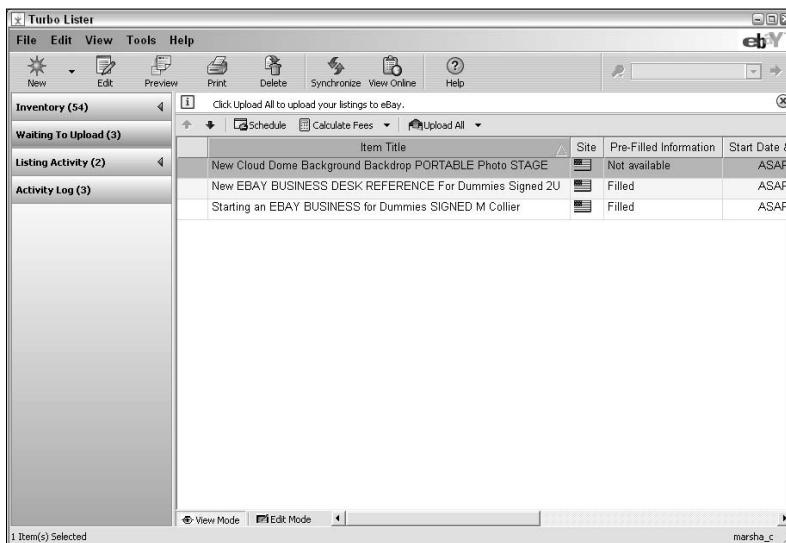 Turbo Lister
File Edit View Tools Help
ebY
New Edit Preview Print Delete Synchronize View Online Help
Inventory (54)
Waiting To Upload (3)
Listing Activity (2)
Activity Log (3)
Click Upload All to upload your listings to eBay.
Schedule Calculate Fees Upload All
Item Title Site Pre-Filled Information Start Date &
New Cloud Dome Background Backdrop PORTABLE Photo STAGE Not available ASAP
New EBAY BUSINESS DESK REFERENCE For Dummies Signed 2U Filled ASAP
Starting an EBAY BUSINESS for Dummies SIGNED M Collier Filled ASAP
View Mode Edit Mode
1 Item(s) Selected marsha_c